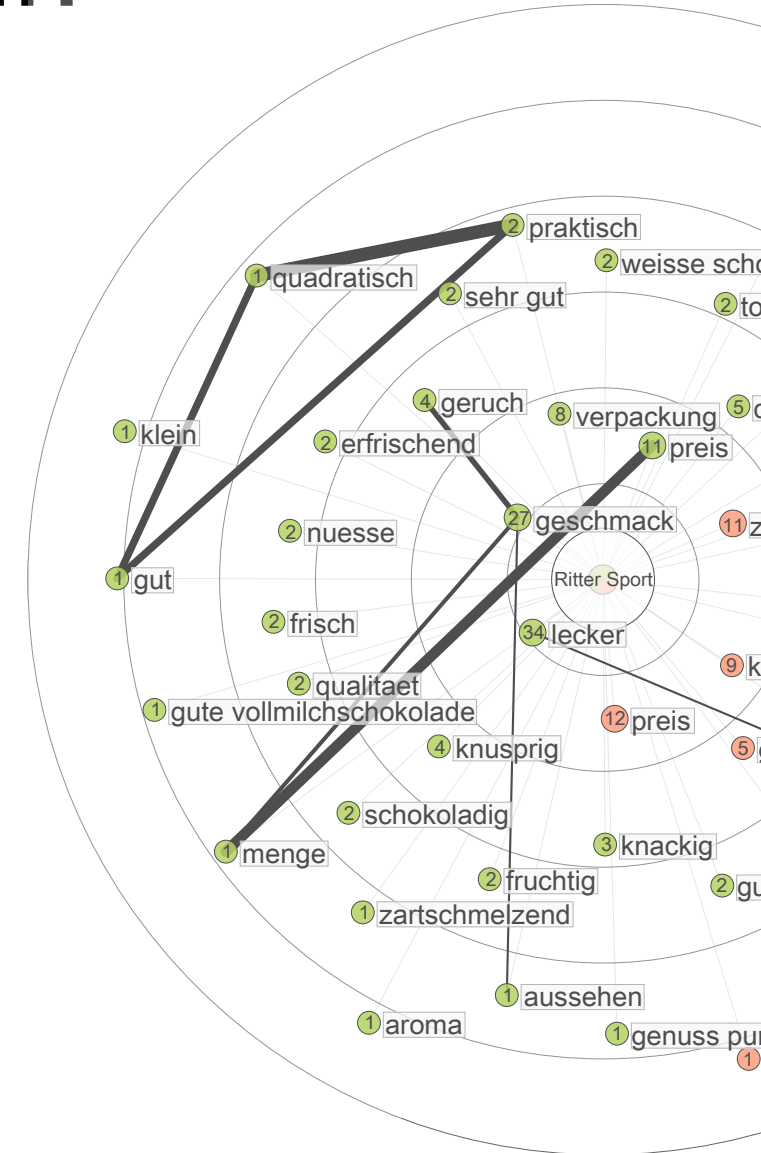 2 praktisch
2 weisse
1 quadratisch
2 sehr gut
2
4 geruch
8 verpackung
5
1 klein
2 erfrischend
11 preis
27 geschmack
11
2 nuesse
1 gut
Ritter Sport
2 frisch
34 lecker
9
2 qualitaet
1 gute vollmilchschokolade
12 preis
4 knusprig
5
2 schokoladig
1 menge
3 knackig
2 fruchtig
2
1 zartschmelzend
1 aussehen
1 aroma
1 genuss
1